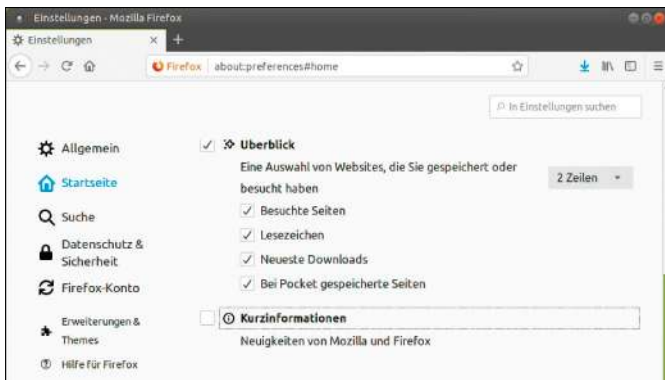 Einstellungen - Mozilla Firefox
Einstellungen
Firefox about:preferences#home
In Einstellungen suchen
Allgemein
Startseite
Suche
Datenschutz &
Sicherheit
Firefox-Konto
Erweiterungen &
Themes
Hilfe für Firefox
Überblick
Eine Auswahl von Websites, die Sie gespeichert oder
besucht haben
2 Zeilen
Besuchte Seiten
Lesezeichen
Neueste Downloads
Bei Pocket gespeicherte Seiten
Kurzinformationen
Neuigkeiten von Mozilla und Firefox